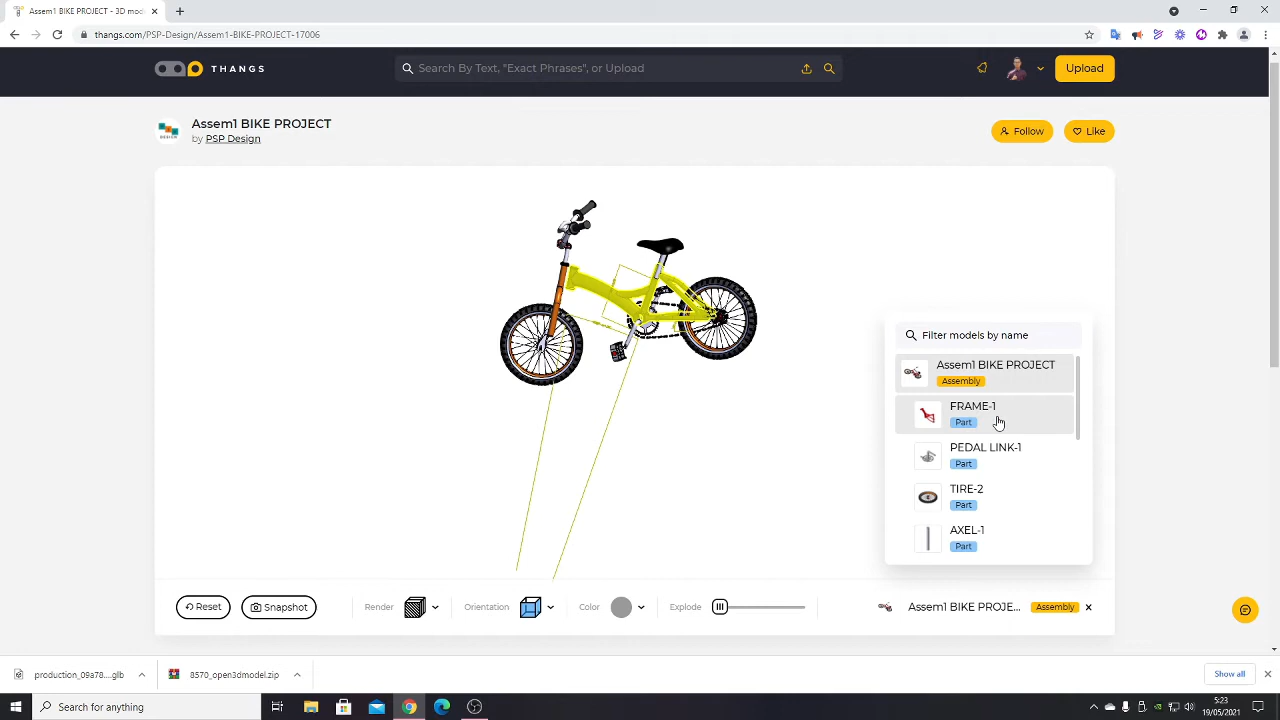 Assem1 BIKE PROJECT - 3D mod
thangs.com/PSP-Design/Assem1-BIKE-PROJECT-17006
THANGS
Search By Text, "Exact Phrases", or Upload
Upload
Assem1 BIKE PROJECT
by PSP Design
Follow
Like
Filter models by name
Assem1 BIKE PROJECT
Assembly
FRAME-1
Part
PEDAL LINK-1
Part
TIRE-2
Part
AXEL-1
Part
Reset
Snapshot
Render
Orientation
Color
Explode
Assem1 BIKE PROJE...
Assembly
production_09a78....glb
8570_open3dmodel.zip
Show all
Search for anything
5:23
19/05/2021